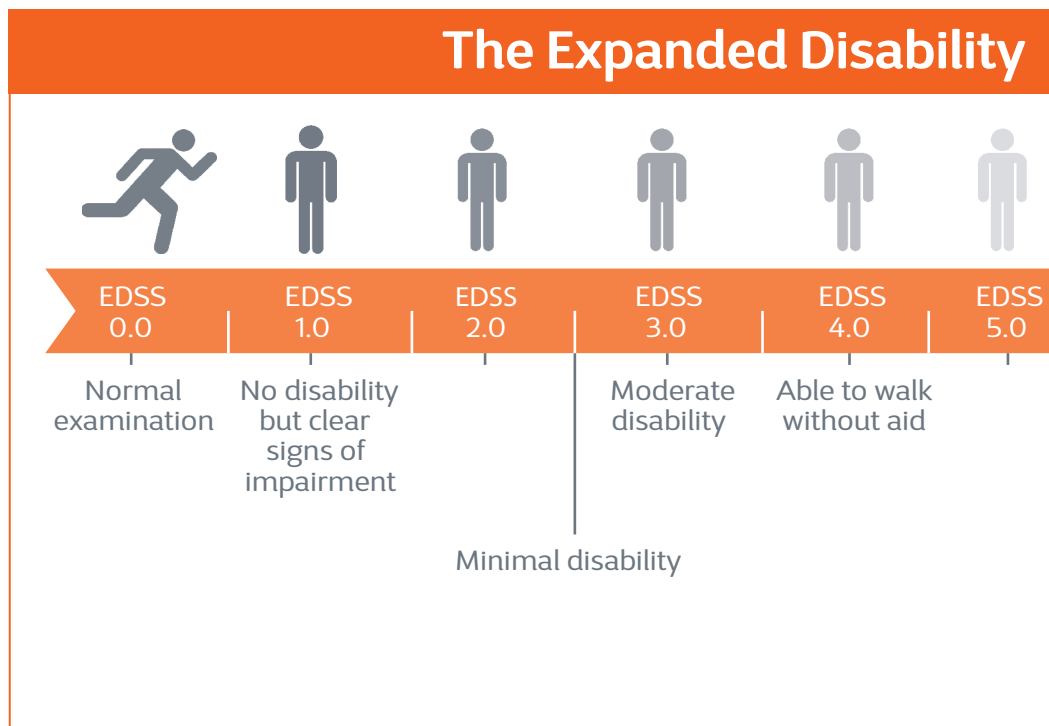 The Expanded Disability
EDSS
0.0
EDSS
1.0
EDSS
2.0
EDSS
3.0
EDSS
4.0
EDSS
5.0
Normal
examination
No disability
but clear
signs of
impairment
Moderate
disability
Able to walk
without aid
Minimal disability